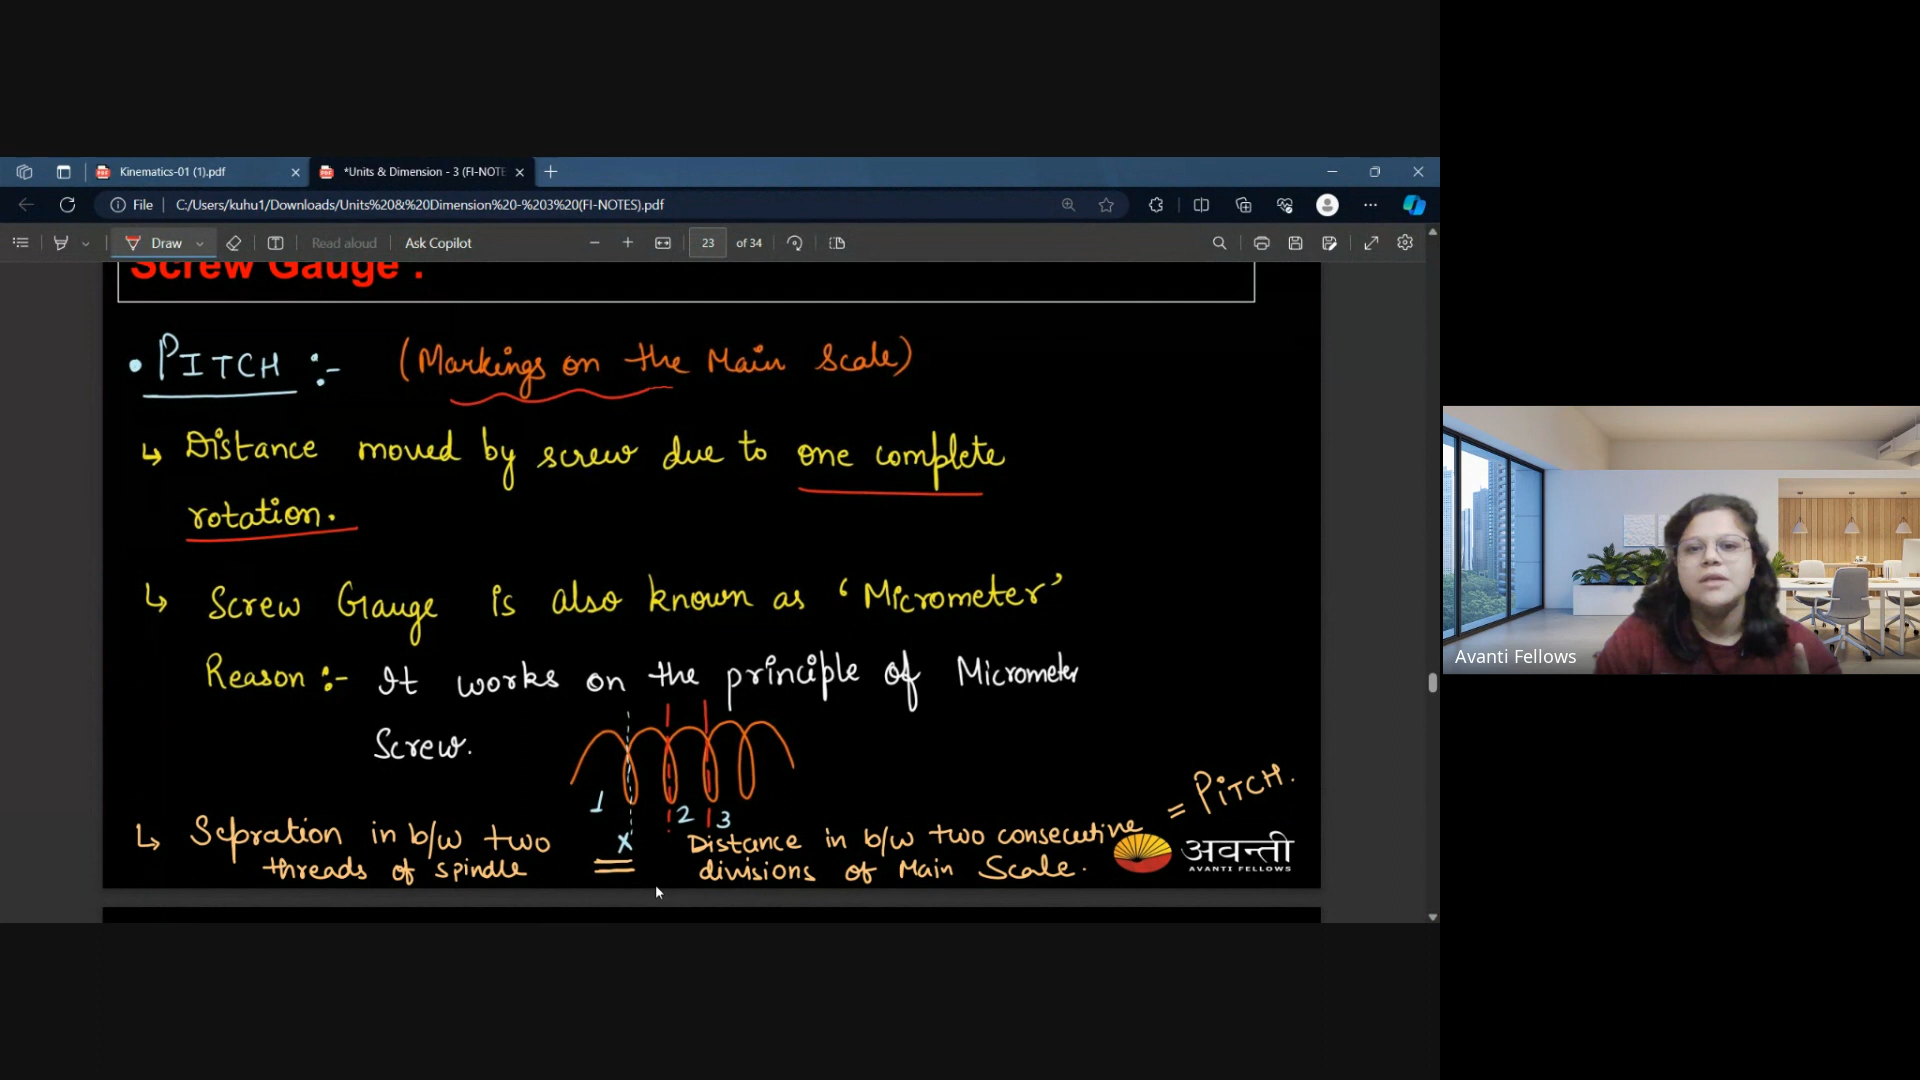 Kinematics-01 (1).pdf
*Units & Dimension - 3 (FI-NOTE
File
C:/Users/kuhu1/Downloads/Units%20&%20Dimension%20-%203%20(FI-NOTES).pdf
Draw
Read aloud
Ask Copilot
23
of 34
Screw Gauge :
• PITCH :- (Markings on the Main Scale)
↳ Distance moved by screw due to one complete
rotation.
↳ Screw Gauge is also known as 'Micrometer'
Reason :- It works on the principle of Micrometer
Screw.
1
2
3
x
= PITCH.
↳ Sepration in b/w two
threads of spindle
=
Distance in b/w two consecutive
divisions of Main Scale.
अवन्ती
AVANTI FELLOWS
Avanti Fellows